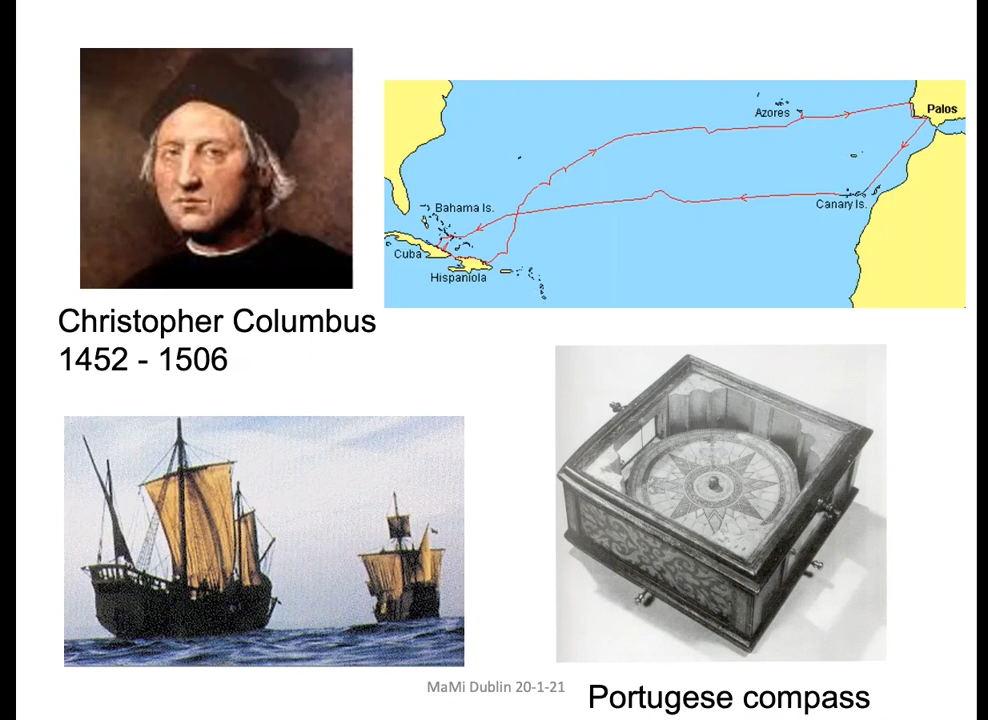 Azores
Palos
Canary Is.
Bahama Is.
Cuba
Hispaniola
Christopher Columbus
1452 - 1506
MaMi Dublin 20-1-21
Portugese compass